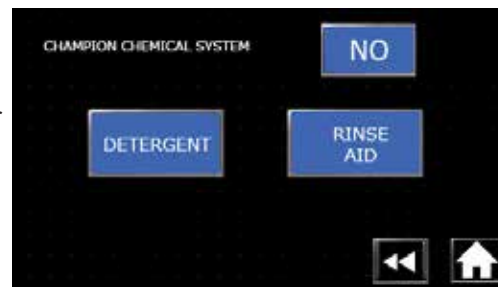 CHAMPION CHEMICAL SYSTEM
NO
DETERGENT
RINSE
AID